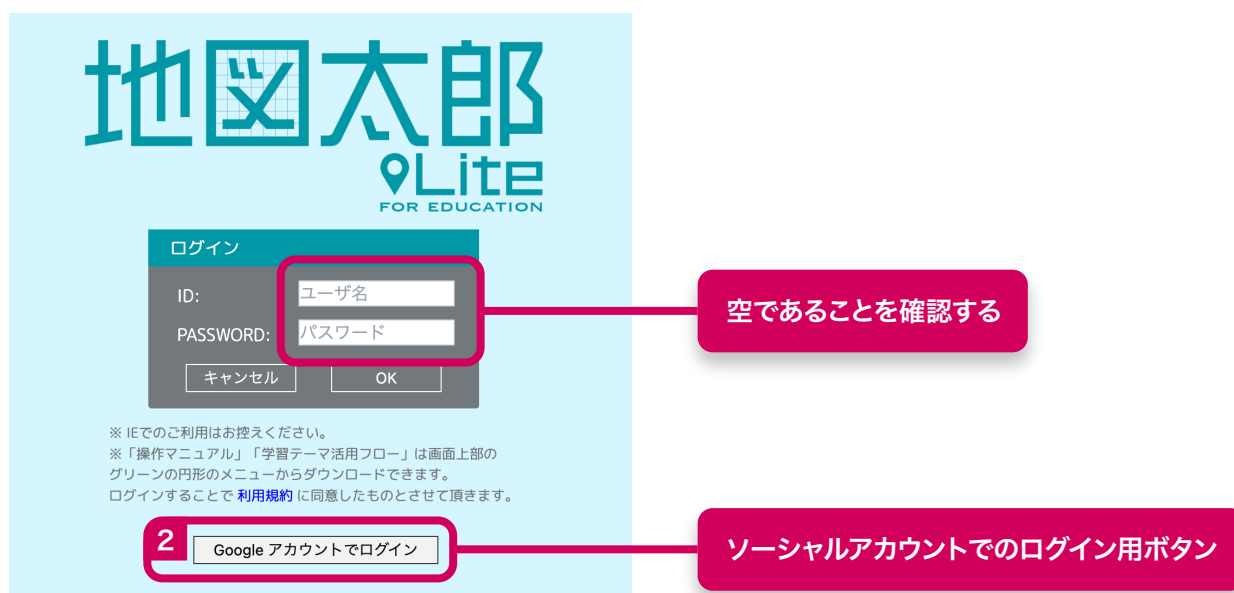 地図太郎
Lite
FOR EDUCATION
ログイン
ID:
ユーザ名
PASSWORD:
パスワード
キャンセル
OK
空であることを確認する
※ IEでのご利用はお控えください。
※「操作マニュアル」「学習テーマ活用フロー」は画面上部の
グリーンの円形のメニューからダウンロードできます。
ログインすることで 利用規約 に同意したものとさせて頂きます。
2
Google アカウントでログイン
ソーシャルアカウントでのログイン用ボタン